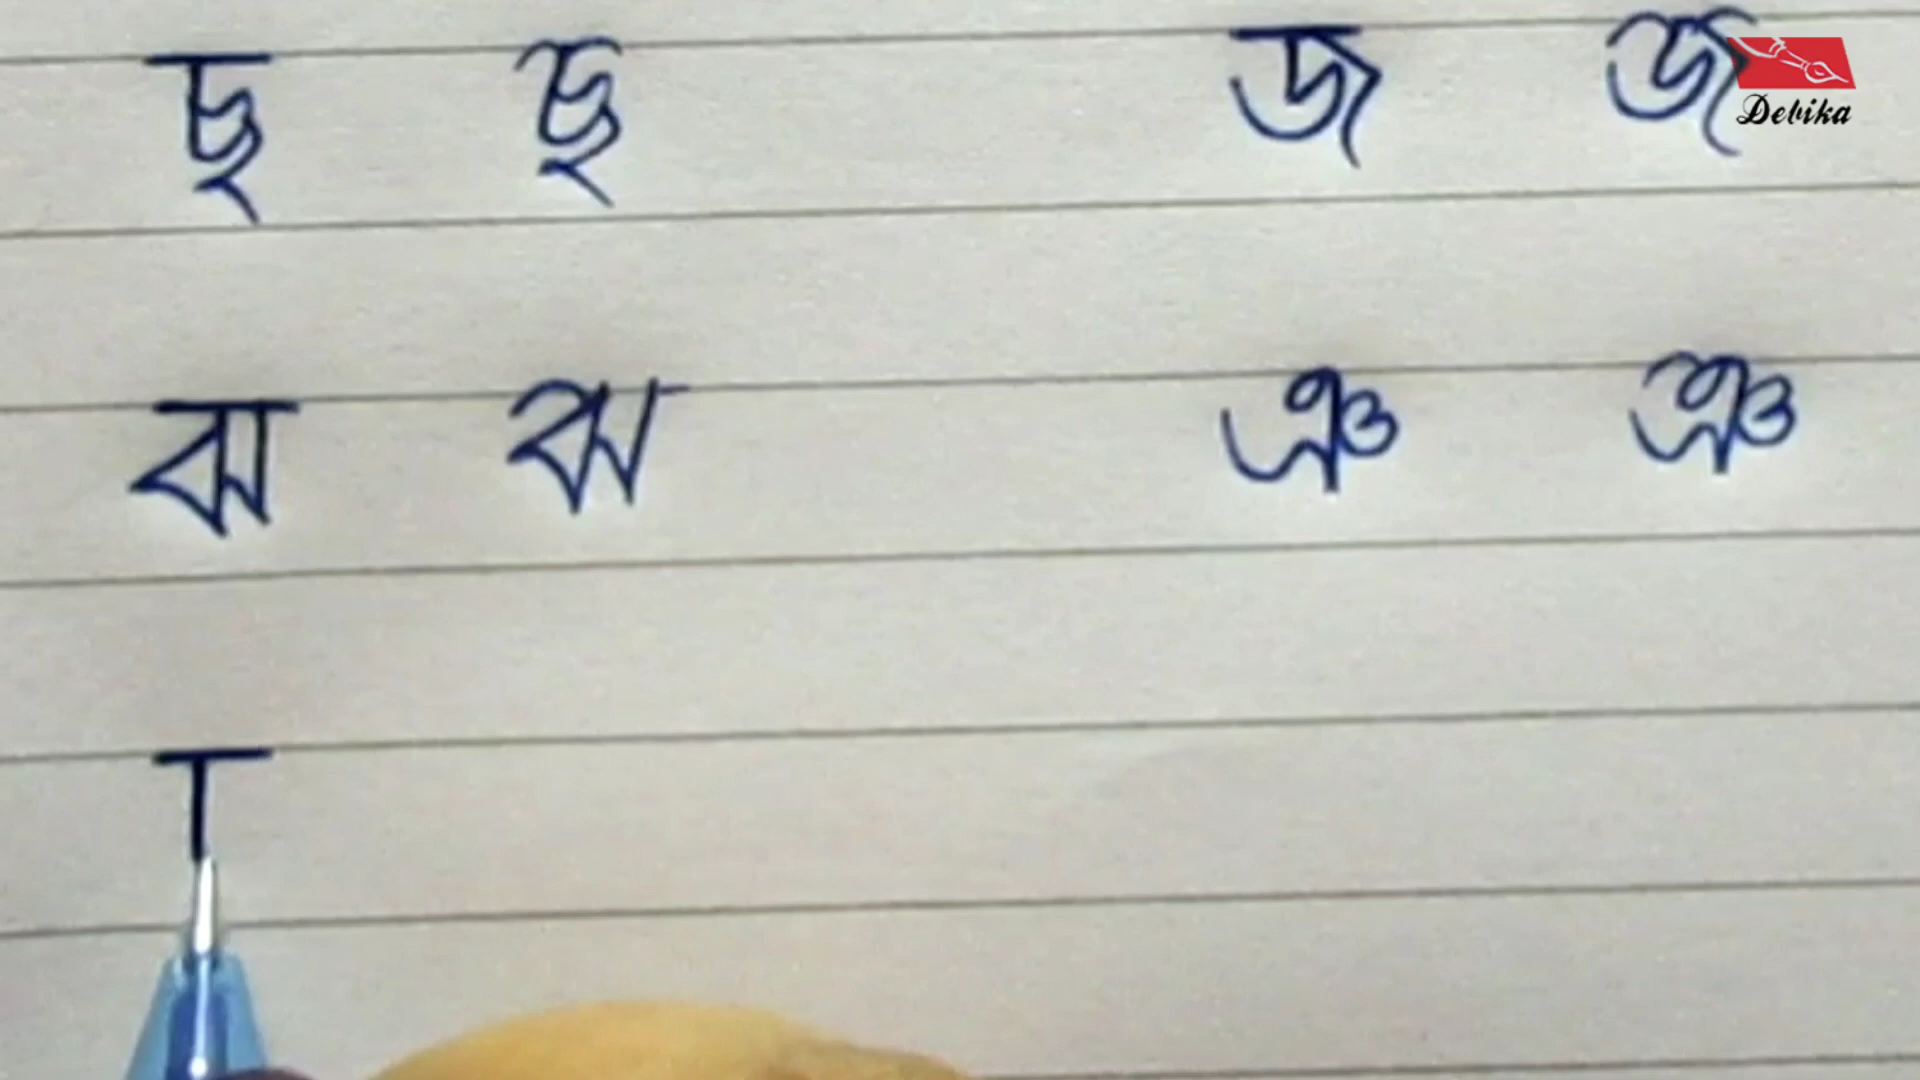 ছ ছ জ জ
Debika
ঝ ঝ ঞ ঞ